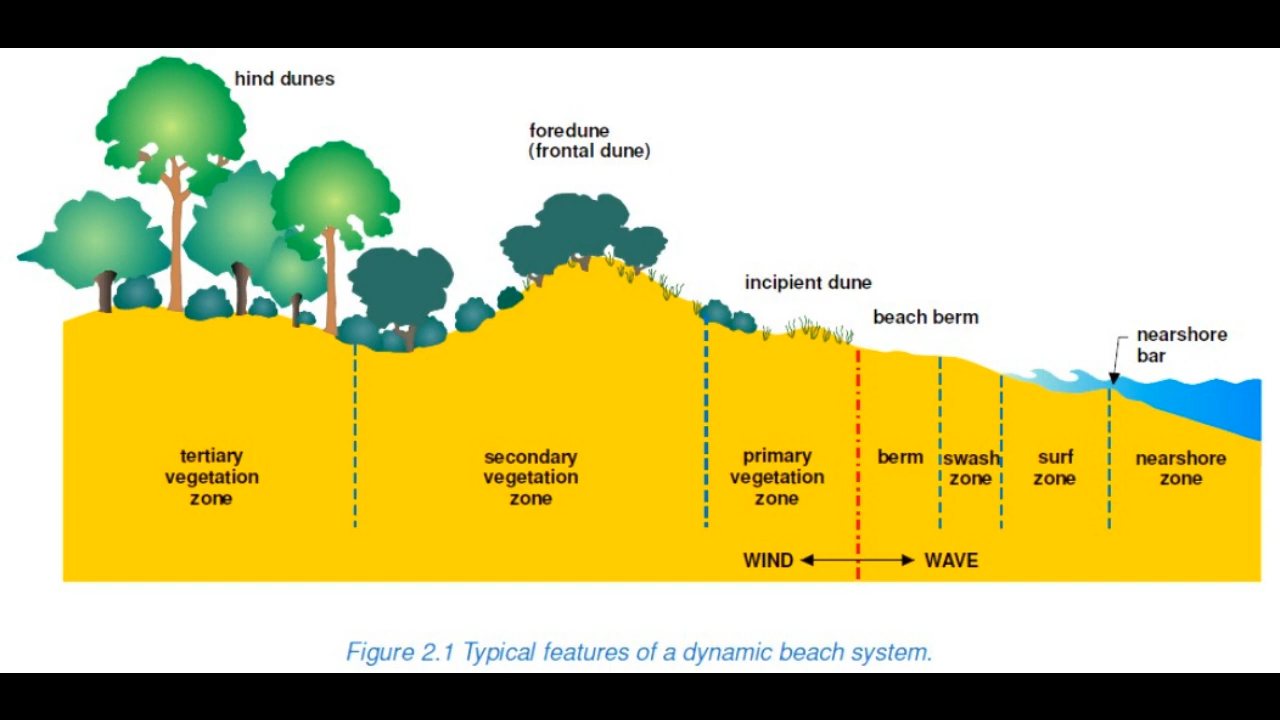 hind dunes
foredune
(frontal dune)
incipient dune
beach berm
nearshore
bar
tertiary
vegetation
zone
secondary
vegetation
zone
primary
vegetation
zone
berm
swash
zone
surf
zone
nearshore
zone
WIND
WAVE
Figure 2.1 Typical features of a dynamic beach system.